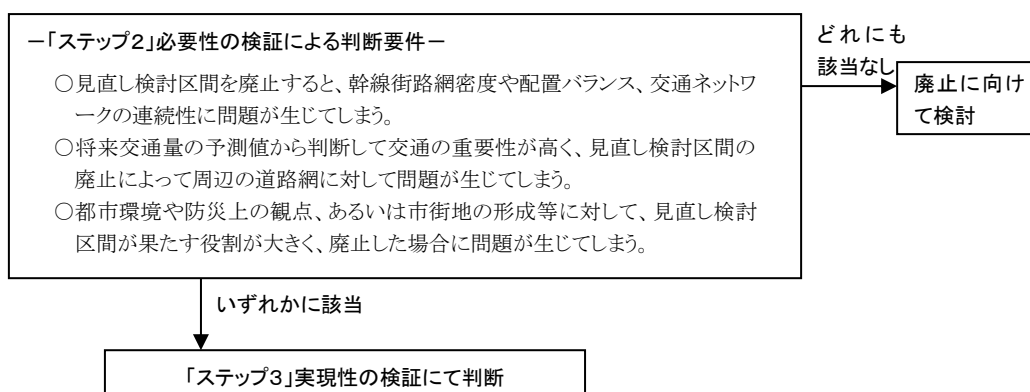 －「ステップ2」必要性の検証による判断要件－
○見直し検討区間を廃止すると、幹線街路網密度や配置バランス、交通ネットワ
ークの連続性に問題が生じてしまう。
○将来交通量の予測値から判断して交通の重要性が高く、見直し検討区間の
廃止によって周辺の道路網に対して問題が生じてしまう。
○都市環境や防災上の観点、あるいは市街地の形成等に対して、見直し検討
区間が果たす役割が大きく、廃止した場合に問題が生じてしまう。
どれにも
該当なし
廃止に向け
て検討
いずれかに該当
「ステップ3」実現性の検証にて判断